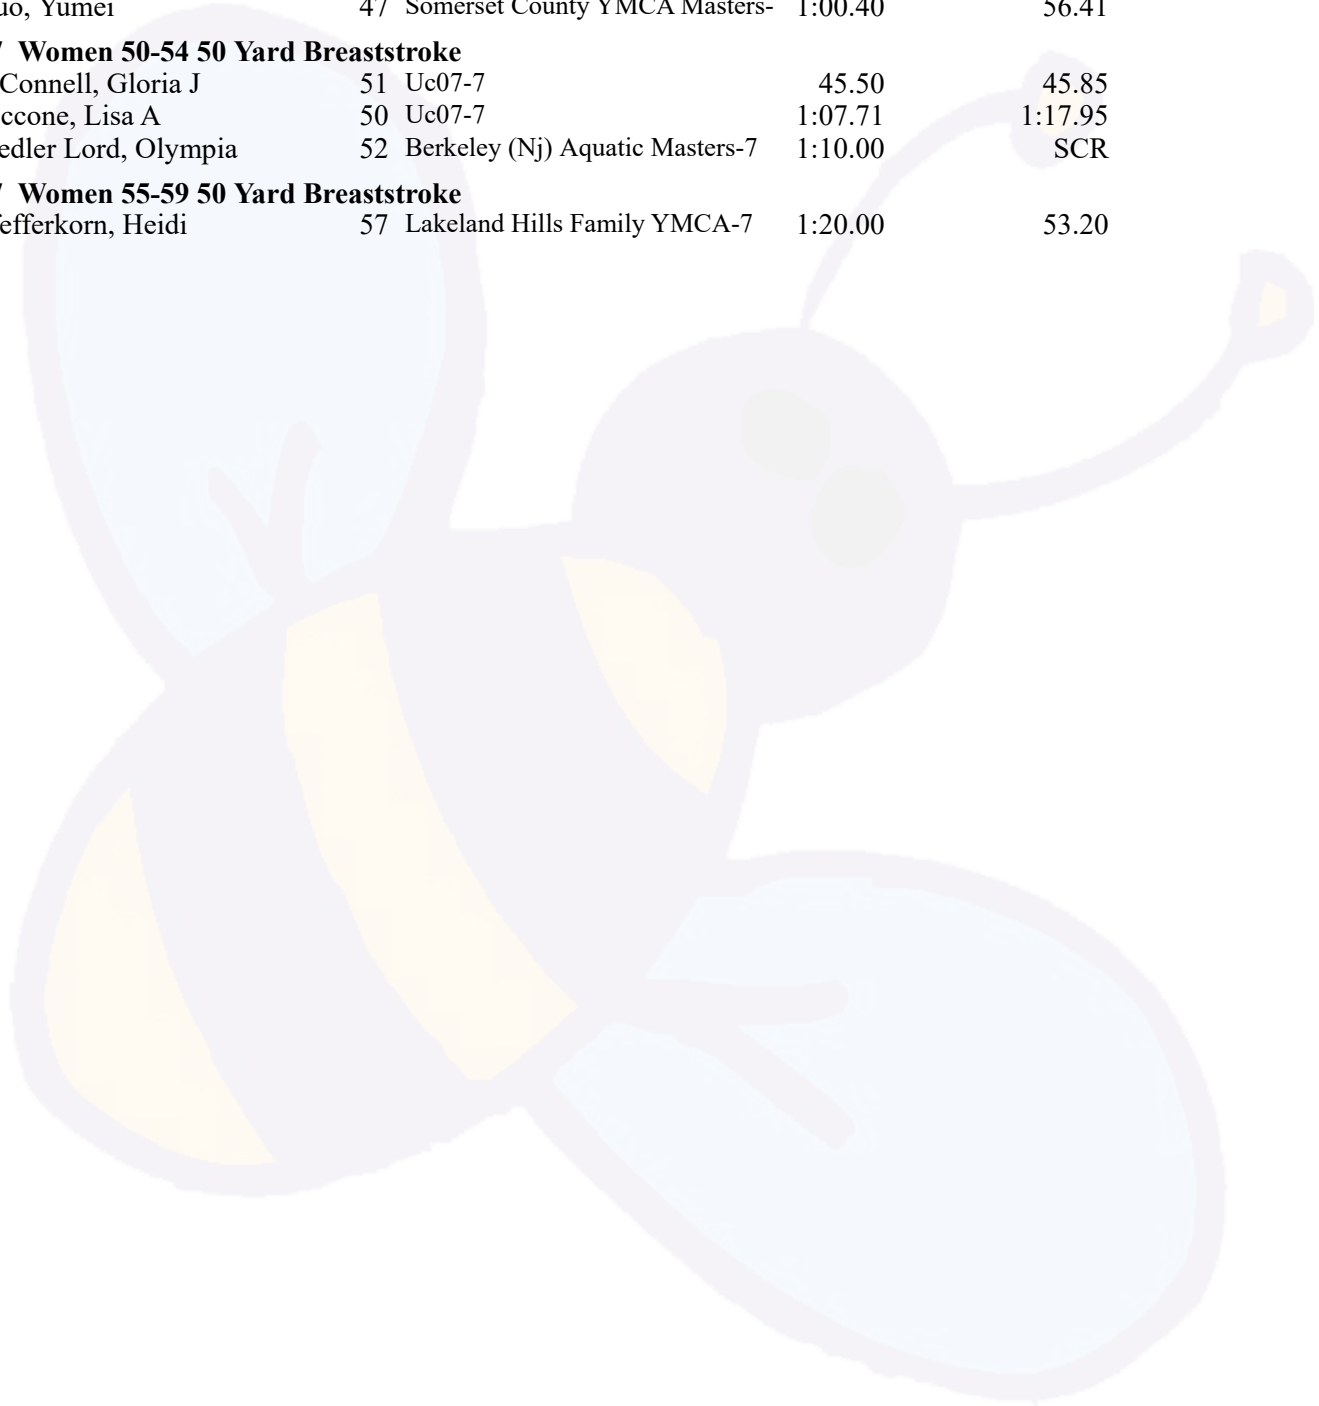 uo, Yumei 47 Somerset County YMCA Masters- 1:00.40 56.41
Women 50-54 50 Yard Breaststroke
Connell, Gloria J 51 Uc07-7 45.50 45.85
ccone, Lisa A 50 Uc07-7 1:07.71 1:17.95
edler Lord, Olympia 52 Berkeley (Nj) Aquatic Masters-7 1:10.00 SCR
Women 55-59 50 Yard Breaststroke
efferkorn, Heidi 57 Lakeland Hills Family YMCA-7 1:20.00 53.20